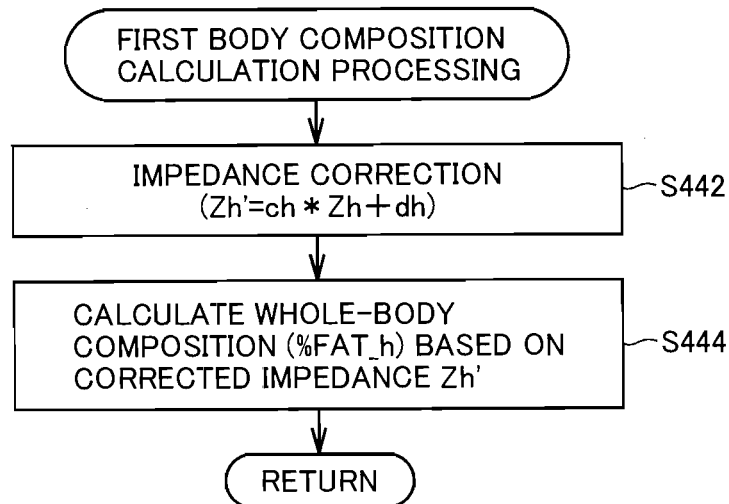 FIRST BODY COMPOSITION
CALCULATION PROCESSING
IMPEDANCE CORRECTION
(Zh'=ch * Zh+dh)
S442
CALCULATE WHOLE-BODY
COMPOSITION (%FAT_h) BASED ON
CORRECTED IMPEDANCE Zh'
S444
RETURN